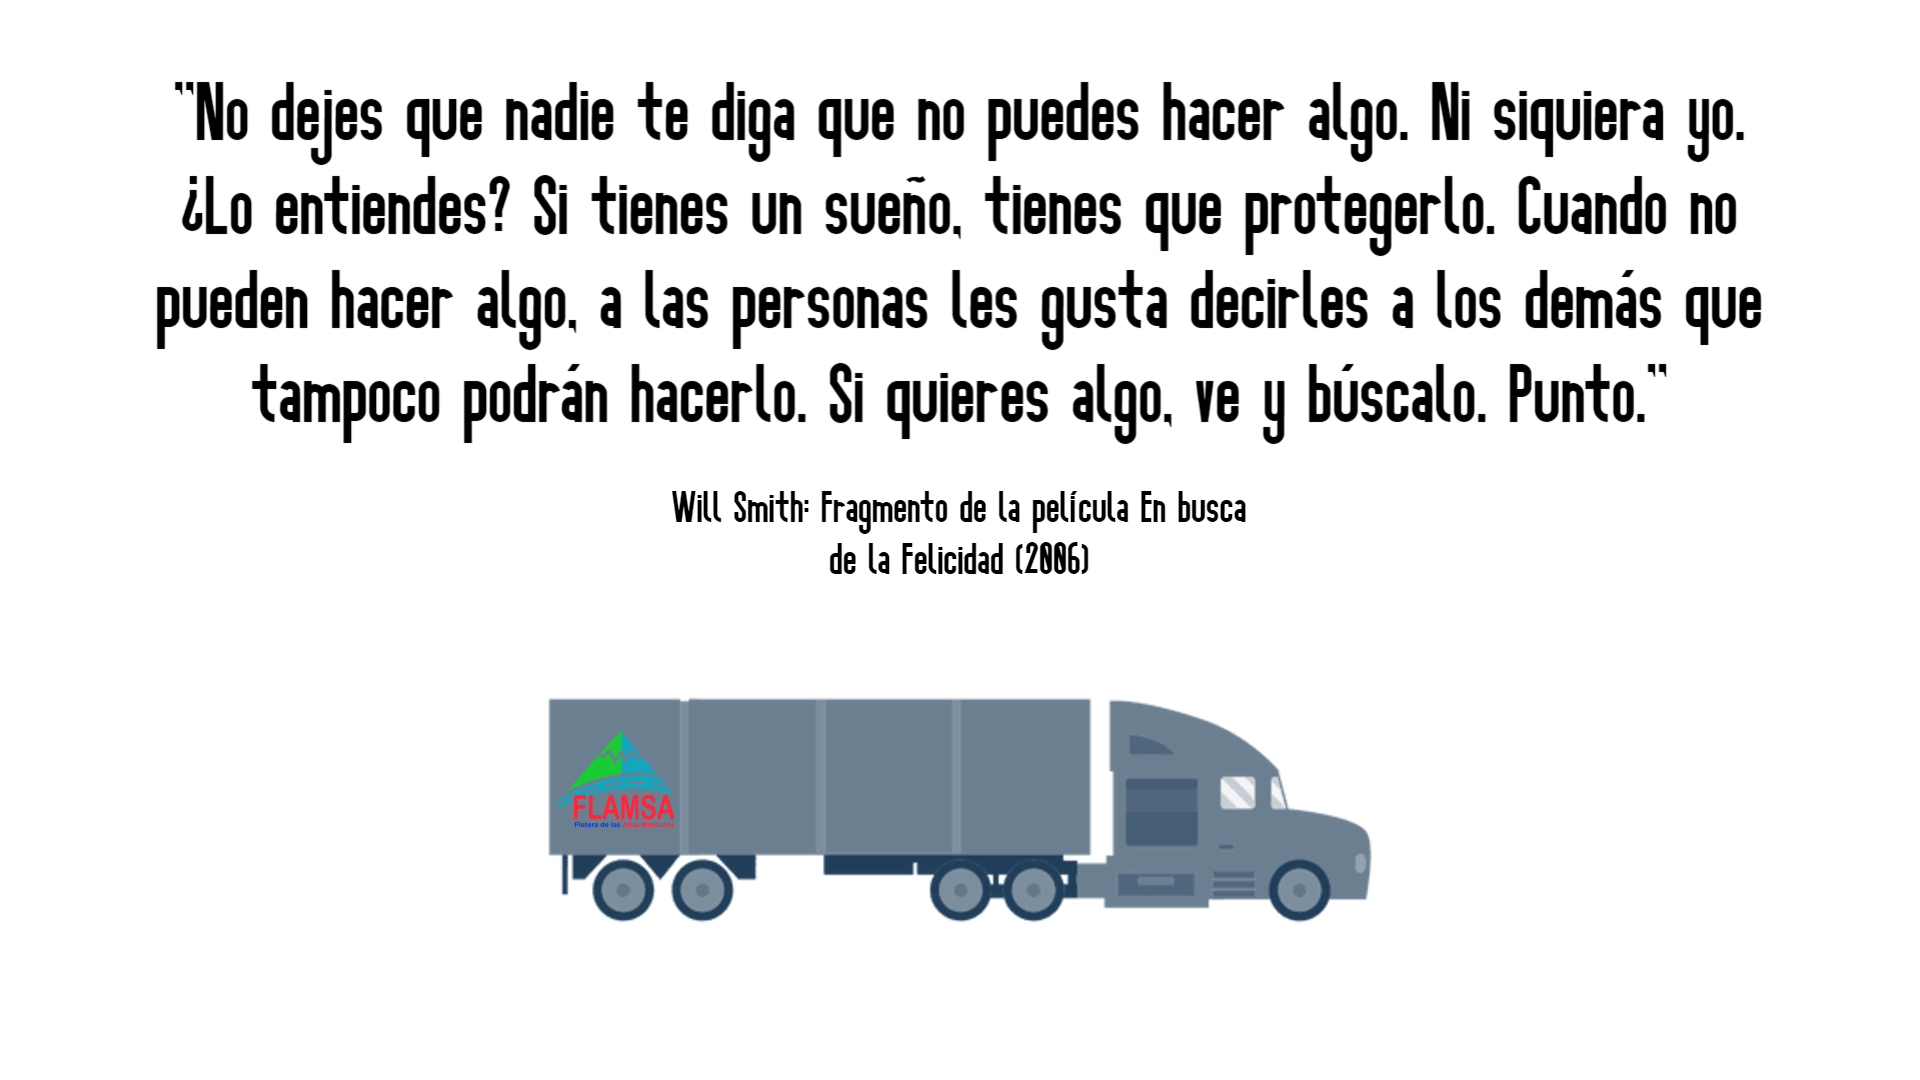 "No dejes que nadie te diga que no puedes hacer algo. Ni siquiera yo.
¿Lo entiendes? Si tienes un sueño, tienes que protegerlo. Cuando no
pueden hacer algo, a las personas les gusta decirles a los demás que
tampoco podrán hacerlo. Si quieres algo, ve y búscalo. Punto."
Will Smith: Fragmento de la película En busca
de la Felicidad (2006)
FLAMSA
Fletera de las Altas Montañas